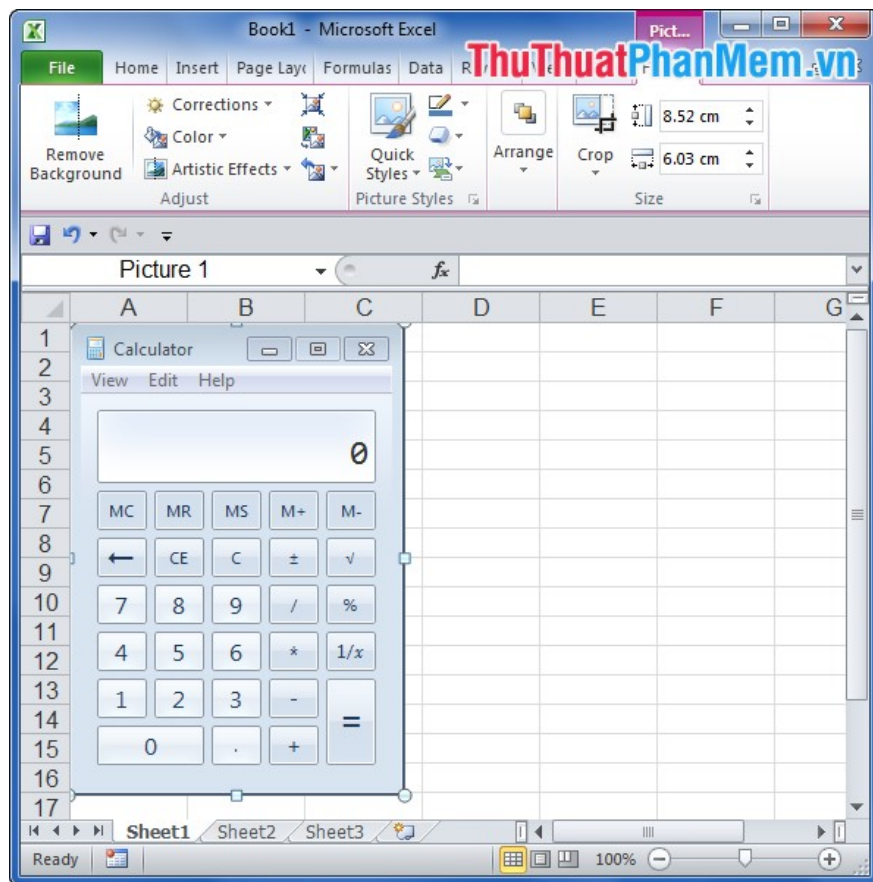 Book1 - Microsoft Excel Pict...
ThuThuatPhanMem.vn
File Home Insert Page Layo Formulas Data
Corrections
Color
Artistic Effects
Remove Background
Quick Styles
Arrange
Crop
8.52 cm
6.03 cm
Adjust Picture Styles Size
Picture 1 fx
A B C D E F G
1
2
3
4
5
6
7
8
9
10
11
12
13
14
15
16
17
Calculator
View Edit Help
0
MC MR MS M+ M-
← CE C ± √
7 8 9 / %
4 5 6 * 1/x
1 2 3 -
=
0 . +
Sheet1 Sheet2 Sheet3
Ready 100%